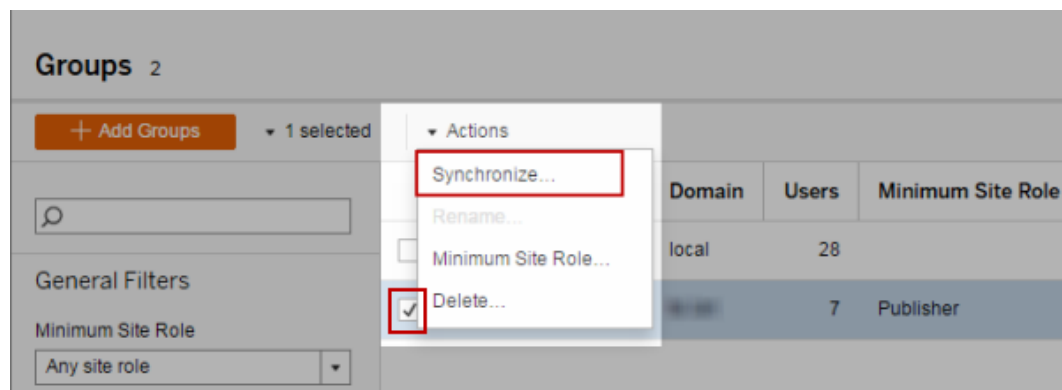 Groups 2
+ Add Groups
1 selected
Actions
Synchronize...
Rename...
Minimum Site Role...
Delete...
Domain Users Minimum Site Role
local 28
7 Publisher
General Filters
Minimum Site Role
Any site role